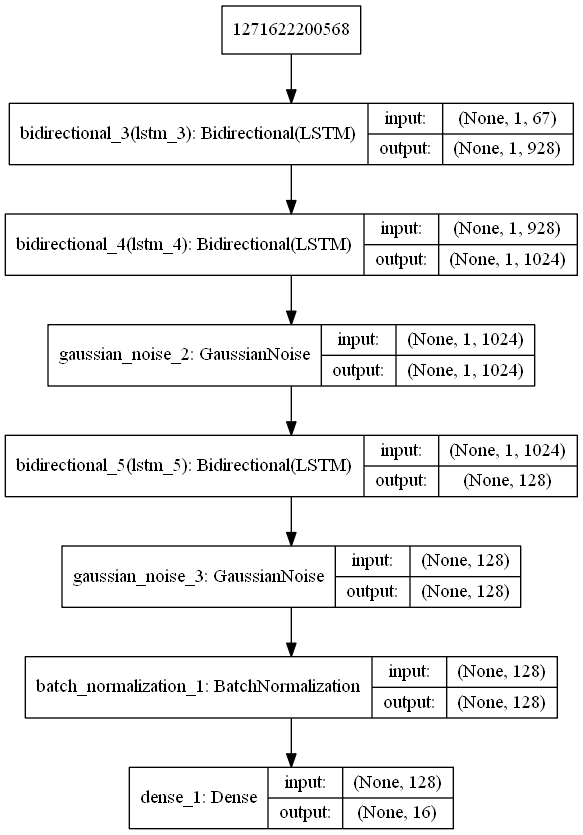 1271622200568
bidirectional_3(lstm_3): Bidirectional(LSTM)
input: (None, 1, 67)
output: (None, 1, 928)
bidirectional_4(lstm_4): Bidirectional(LSTM)
input: (None, 1, 928)
output: (None, 1, 1024)
gaussian_noise_2: GaussianNoise
input: (None, 1, 1024)
output: (None, 1, 1024)
bidirectional_5(lstm_5): Bidirectional(LSTM)
input: (None, 1, 1024)
output: (None, 128)
gaussian_noise_3: GaussianNoise
input: (None, 128)
output: (None, 128)
batch_normalization_1: BatchNormalization
input: (None, 128)
output: (None, 128)
dense_1: Dense
input: (None, 128)
output: (None, 16)